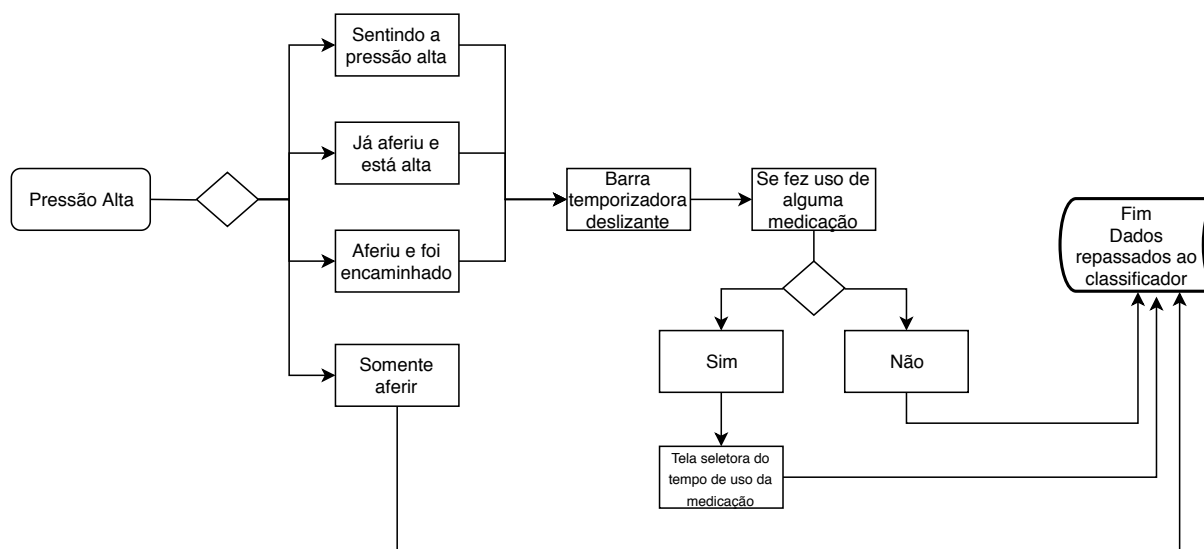 Sentindo a
pressão alta
Já aferiu e
está alta
Pressão Alta
Aferiu e foi
encaminhado
Somente
aferir
Barra
temporizadora
deslizante
Se fez uso de
alguma
medicação
Sim
Não
Tela seletora do
tempo de uso da
medicação
Fim
Dados
repassados ao
classificador